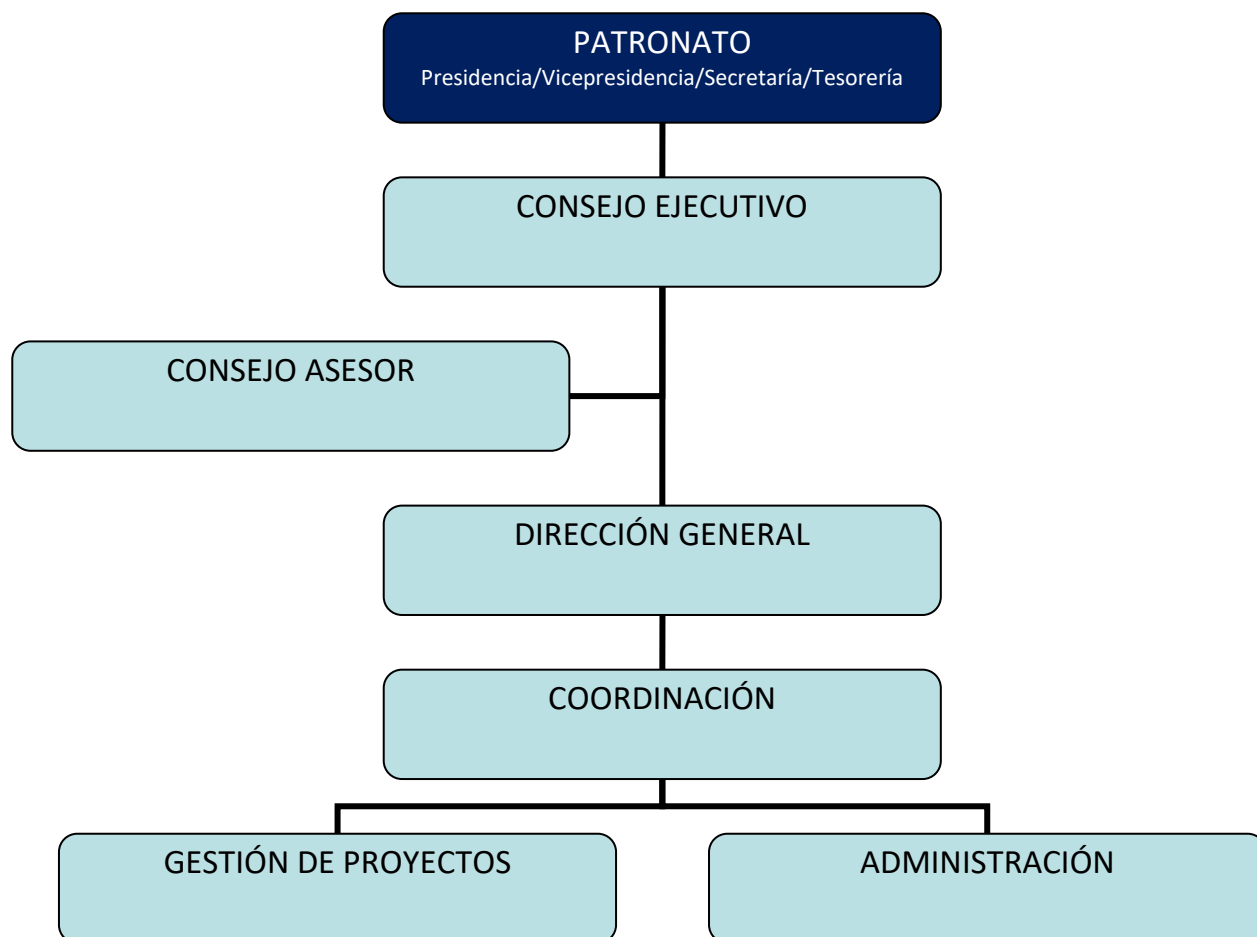 PATRONATO
Presidencia/Vicepresidencia/Secretaría/Tesorería
CONSEJO EJECUTIVO
CONSEJO ASESOR
DIRECCIÓN GENERAL
COORDINACIÓN
GESTIÓN DE PROYECTOS
ADMINISTRACIÓN